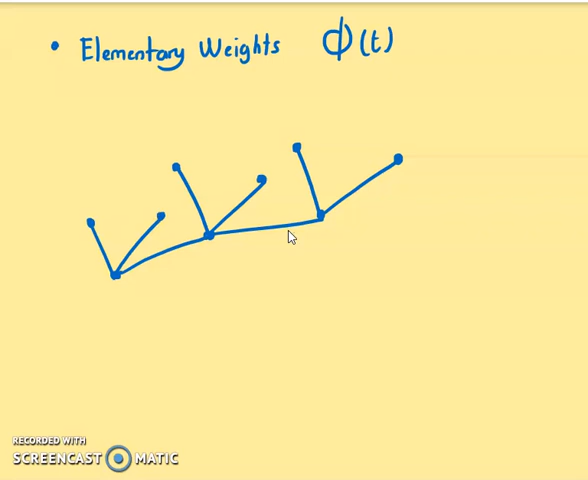 • Elementary Weights ϕ(t)
RECORDED WITH
SCREENCAST MATIC